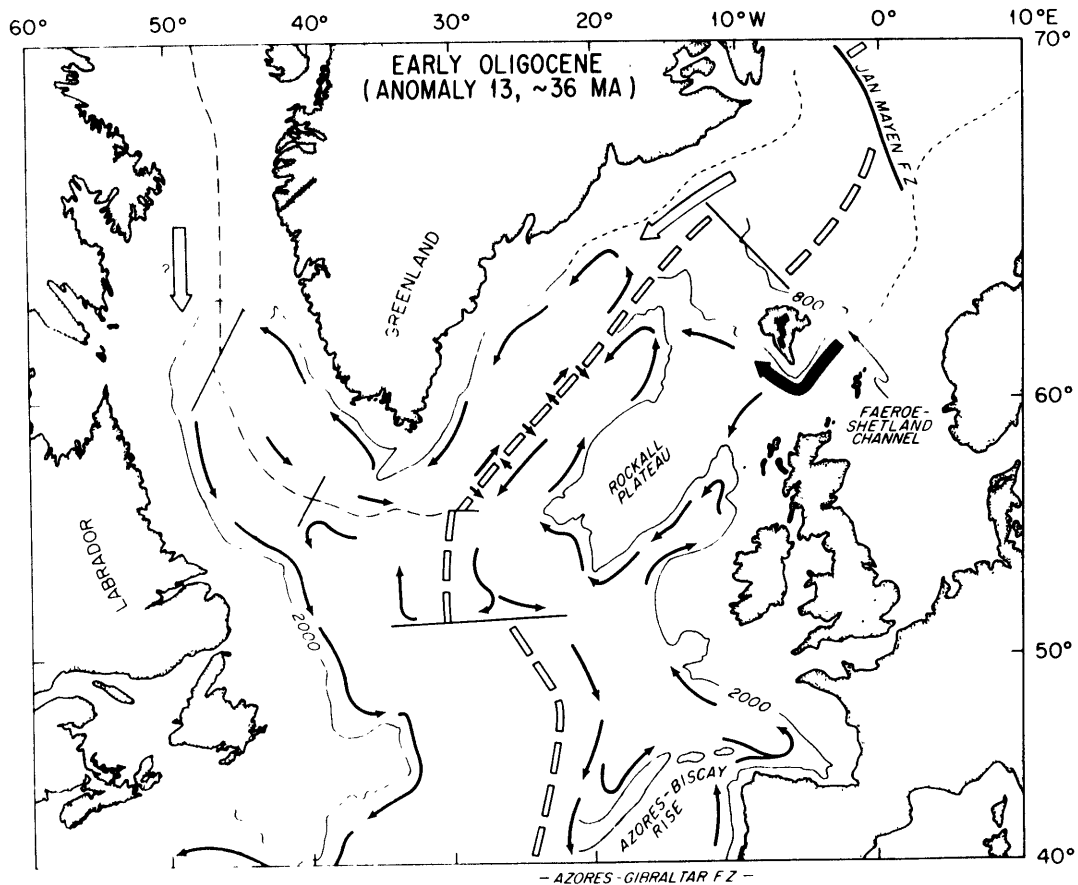 60° 50° 40° 30° 20° 10°W 0° 10°E
70°
EARLY OLIGOCENE
(ANOMALY 13, ~36 MA)
JAN MAYEN F Z
GREENLAND
?
800
60°
FAEROE-
SHETLAND
CHANNEL
ROCKALL
PLATEAU
LABRADOR
2000
50°
2000
AZORES-BISCAY
RISE
40°
- AZORES-GIBRALTAR F Z -